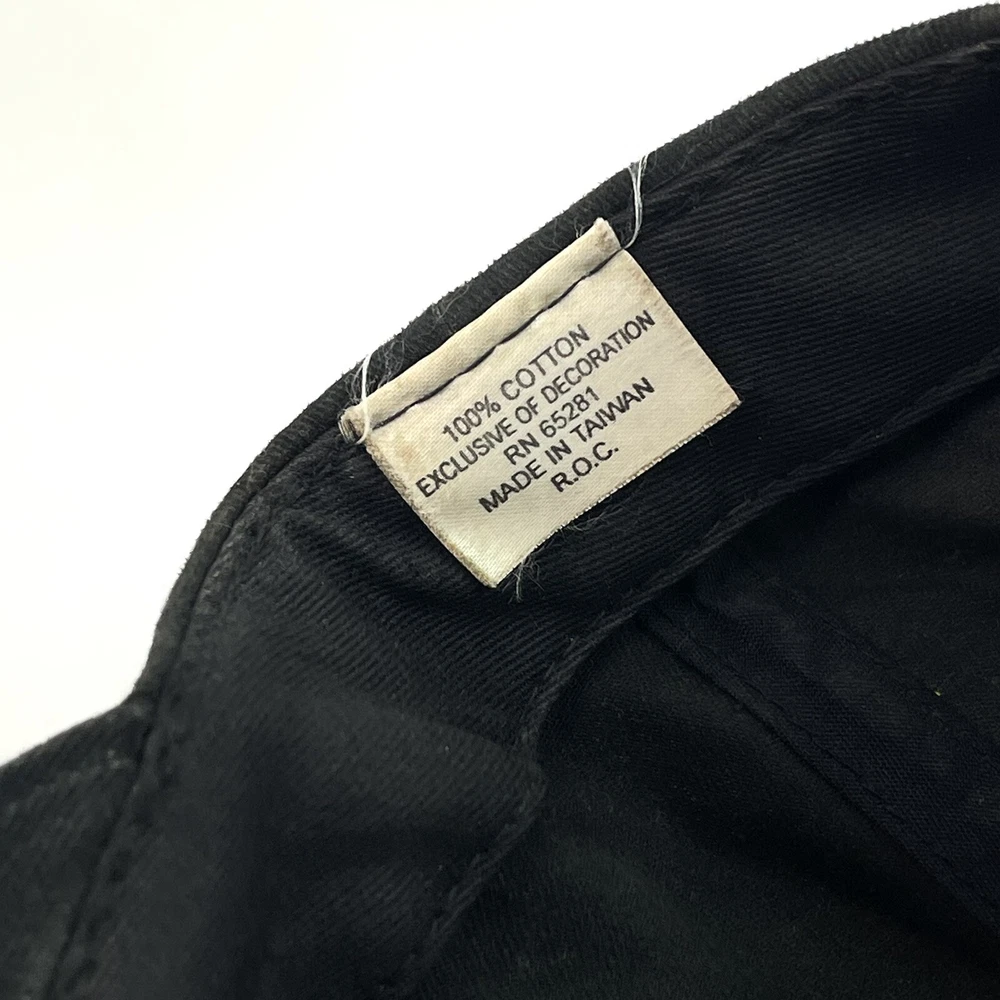 100% COTTON
EXCLUSIVE OF DECORATION
RN 65281
MADE IN TAIWAN
R.O.C.